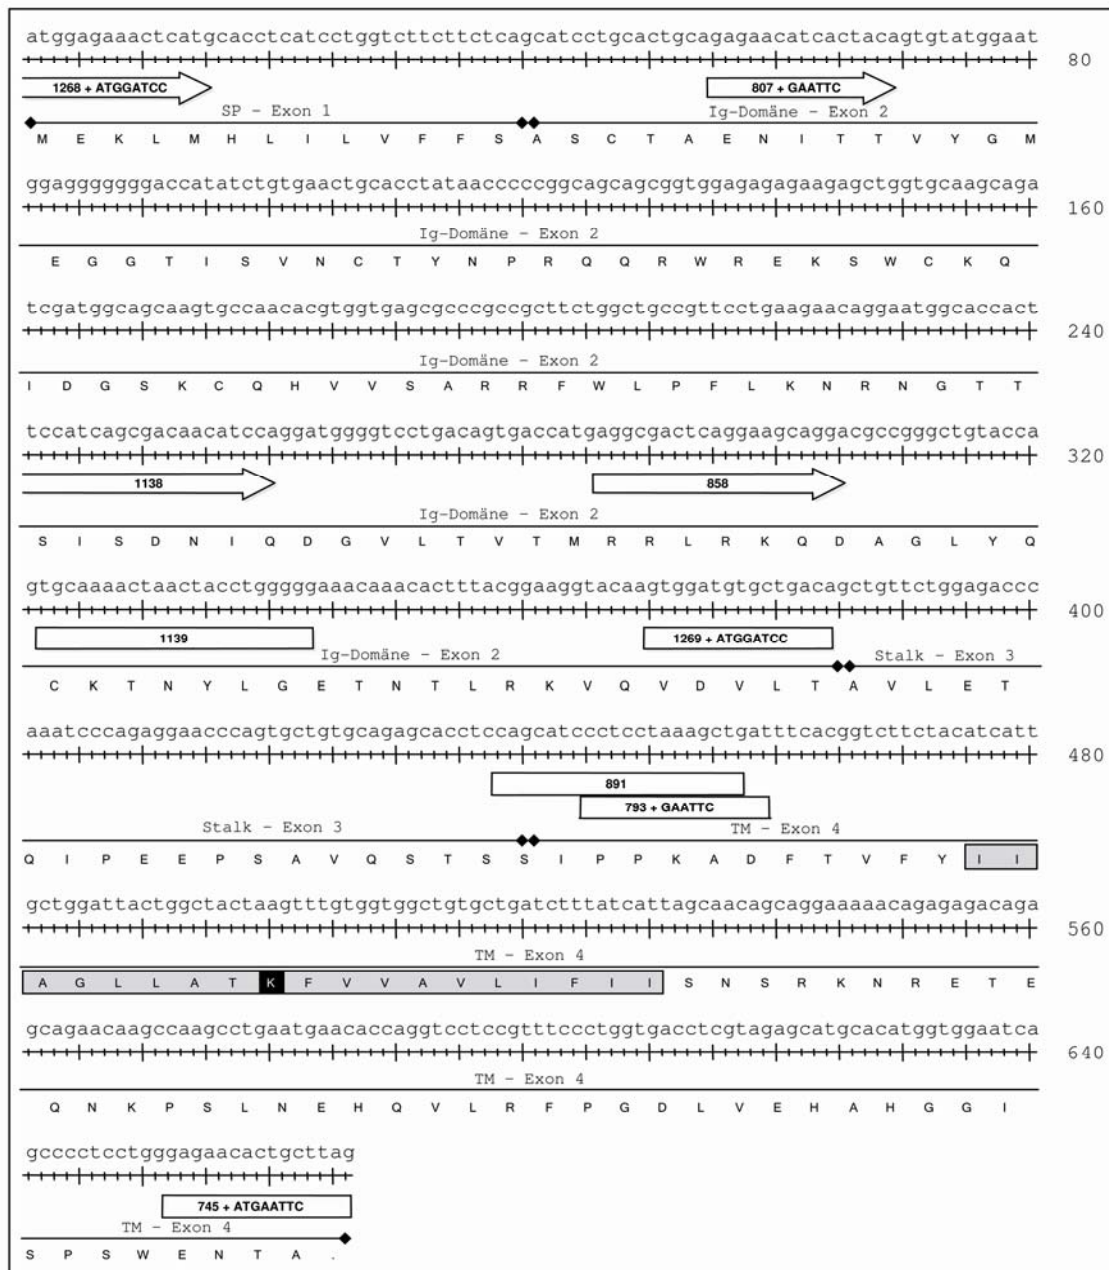 atggagaaactcatgcacctcatcctggtcttcttctcagcatcctgcactgcagagaacatcactacagtgtatggaat
80
1268 + ATGGATCC 807 + GAATTC
SP - Exon 1 Ig-Domäne - Exon 2
M E K L M H L I L V F F S A S C T A E N I T T V Y G M
ggagggggggaccatatctgtgaactgcacctataacccccggcagcagcggtggagagagaagagctggtgcaagcaga
160
Ig-Domäne - Exon 2
E G G T I S V N C T Y N P R Q Q R W R E K S W C K Q
tcgatggcagcaagtgccaacacgtggtgagcgcccgccgcttctggctgccgttcctgaagaacaggaatggcaccact
240
Ig-Domäne - Exon 2
I D G S K C Q H V V S A R R F W L P F L K N R N G T T
tccatcagcgacaacatccaggatggggtcctgacagtgaccatgaggcgactcaggaagcaggacgccgggctgtacca
320
1138 858
Ig-Domäne - Exon 2
S I S D N I Q D G V L T V T M R R L R K Q D A G L Y Q
gtgcaaaactaactacctgggggaaacaaacactttacggaaggtacaagtggatgtgctgacagctgttctggagaccc
400
1139 1269 + ATGGATCC
Ig-Domäne - Exon 2 Stalk - Exon 3
C K T N Y L G E T N T L R K V Q V D V L T A V L E T
aaatcccagaggaacccagtgctgtgcagagcacctccagcatccctcctaaagctgatttcacggtcttctacatcatt
480
891
793 + GAATTC
Stalk - Exon 3 TM - Exon 4
Q I P E E P S A V Q S T S S I P P K A D F T V F Y I I
gctggattactggctactaagtttgtggtggctgtgctgatctttatcattagcaacagcaggaaaaacagagagacaga
560
TM - Exon 4
A G L L A T K F V V A V L I F I I S N S R K N R E T E
gcagaacaagccaagcctgaatgaacaccaggtcctccgtttccctggtgacctcgtagagcatgcacatggtggaatca
640
TM - Exon 4
Q N K P S L N E H Q V L R F P G D L V E H A H G G I
gcccctcctgggagaacactgcttag
745 + ATGAATTC
TM - Exon 4
S P S W E N T A .